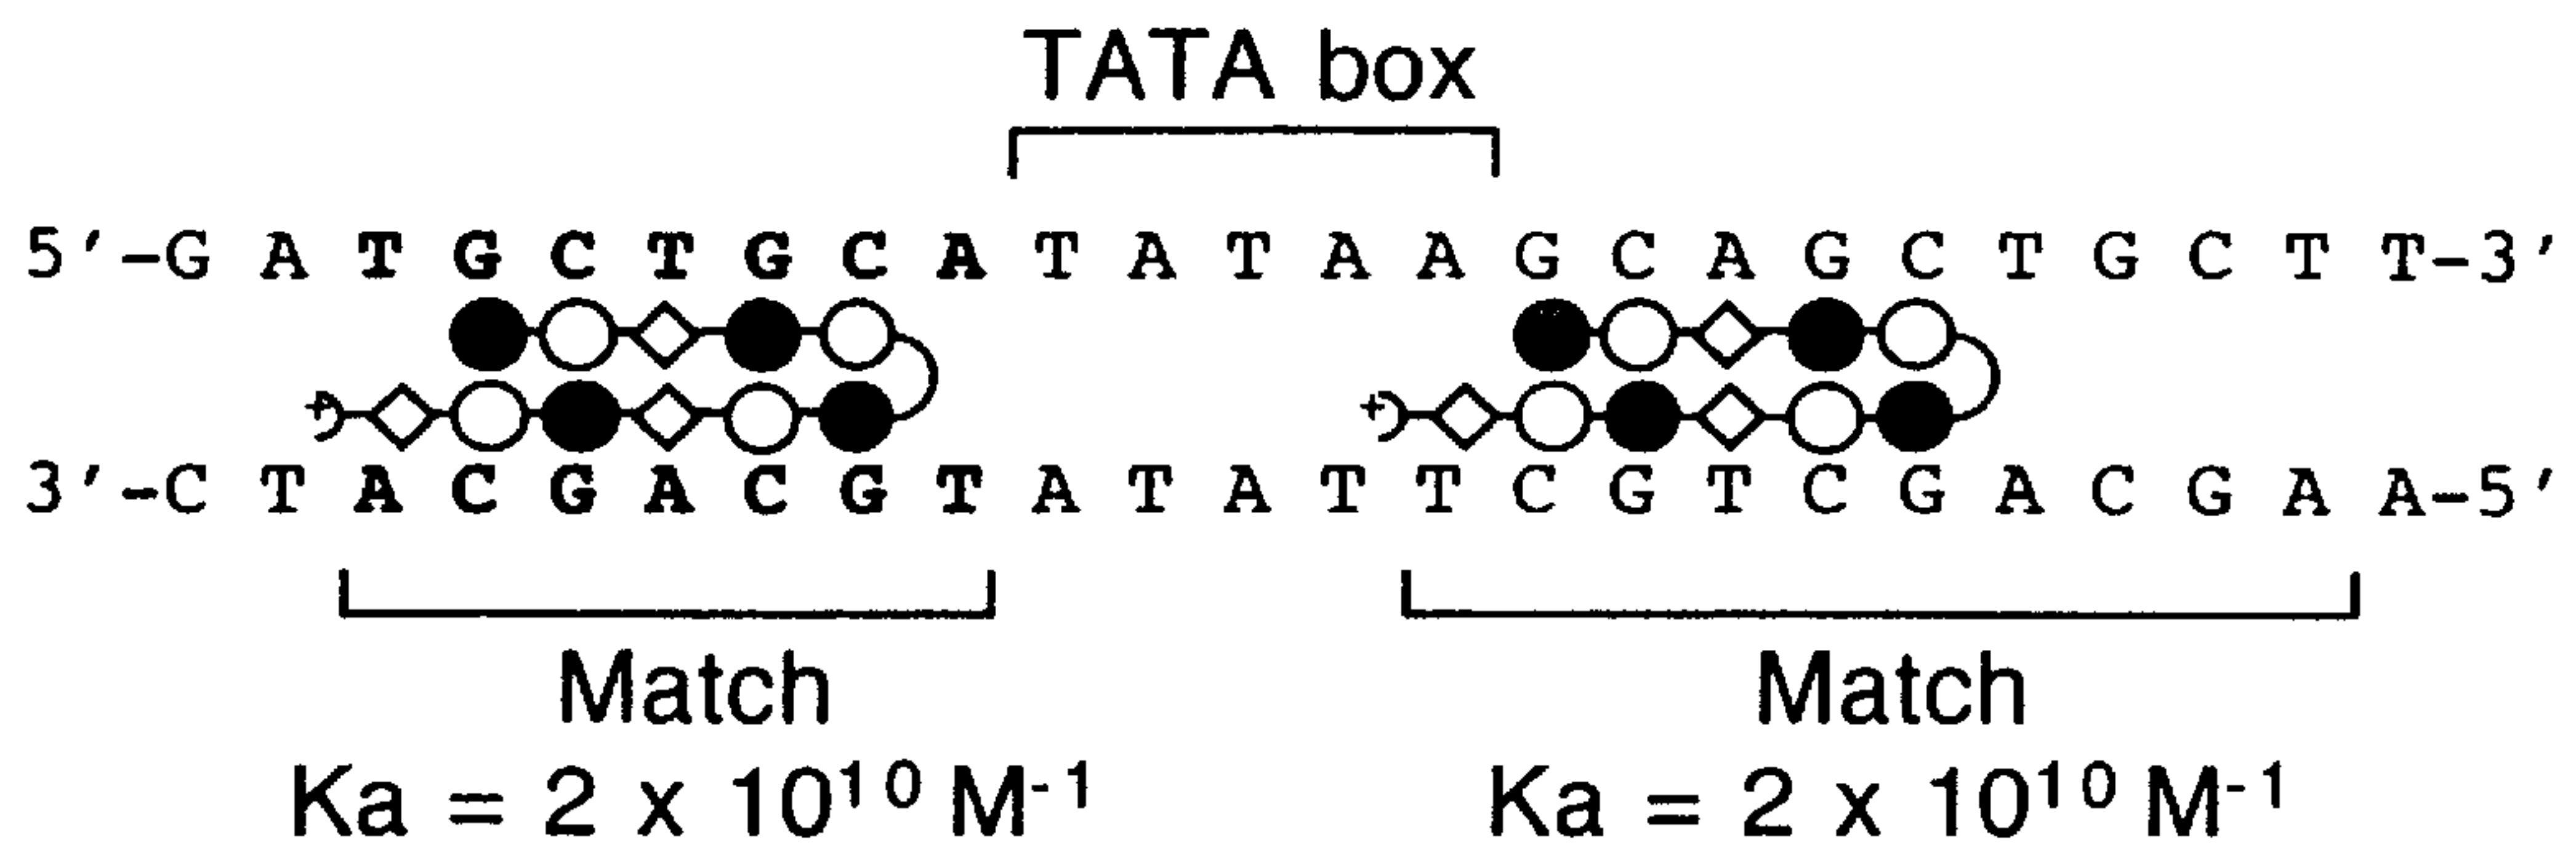 TATA box
5'-G A T G C T G C A T A T A A G C A G C T G C T T-3'
+ +
3'-C T A C G A C G T A T A T T C G T C G A C G A A-5'
Match Match
Ka = 2 x 10¹⁰ M⁻¹ Ka = 2 x 10¹⁰ M⁻¹